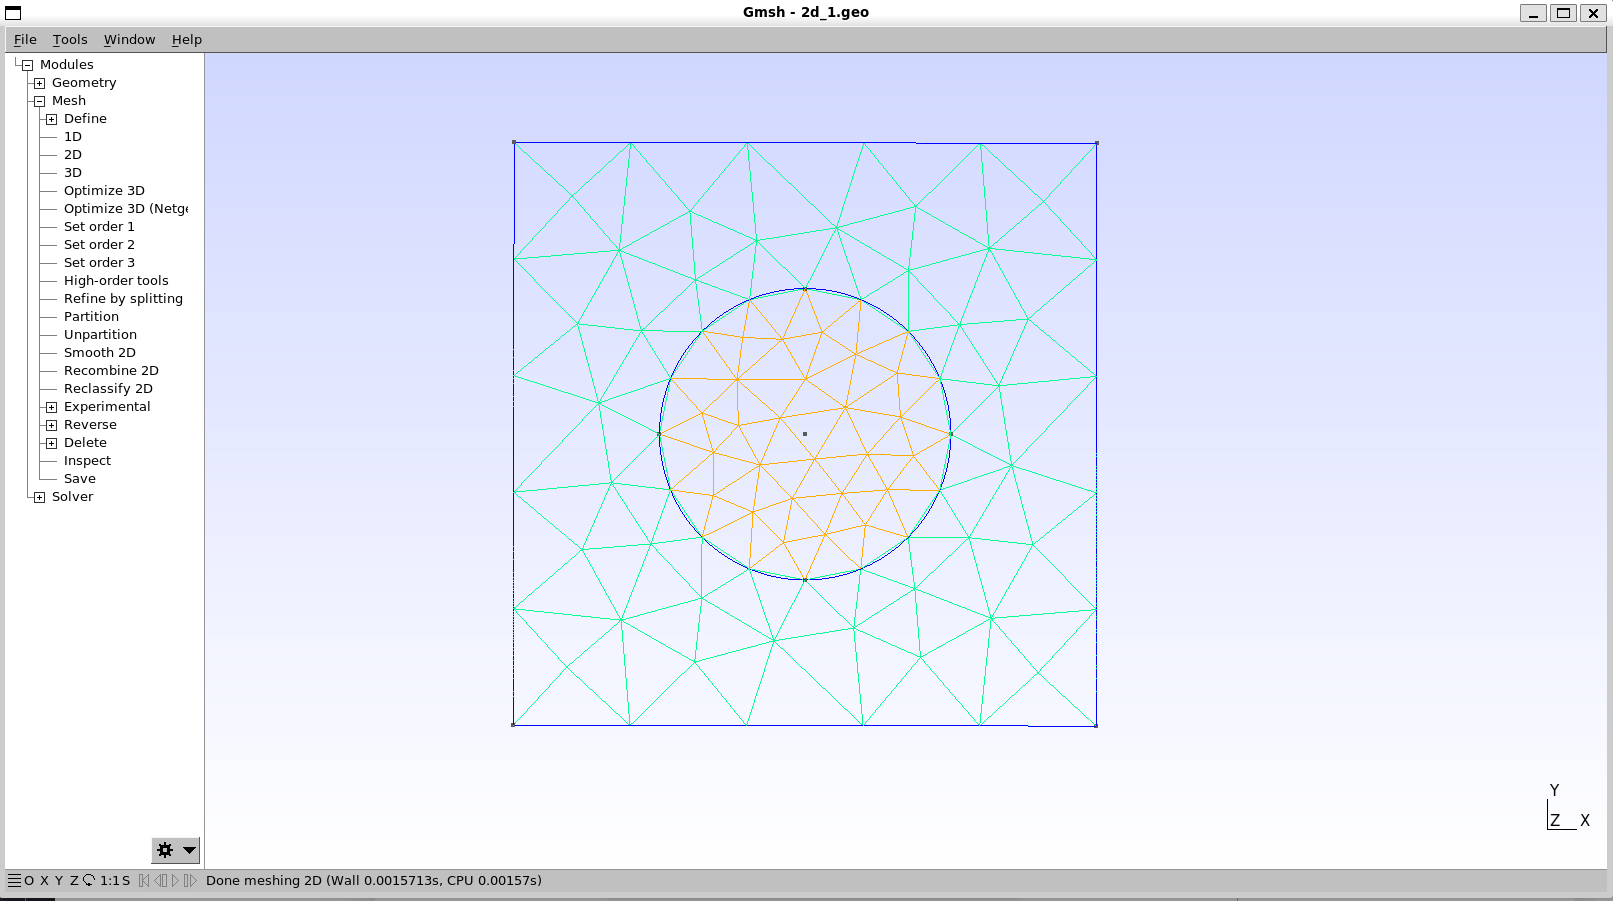 Gmsh - 2d_1.geo
File Tools Window Help
Modules
Geometry
Mesh
Define
1D
2D
3D
Optimize 3D
Optimize 3D (Netge
Set order 1
Set order 2
Set order 3
High-order tools
Refine by splitting
Partition
Unpartition
Smooth 2D
Recombine 2D
Reclassify 2D
Experimental
Reverse
Delete
Inspect
Save
Solver
Y
Z X
O X Y Z 1:1 S Done meshing 2D (Wall 0.0015713s, CPU 0.00157s)